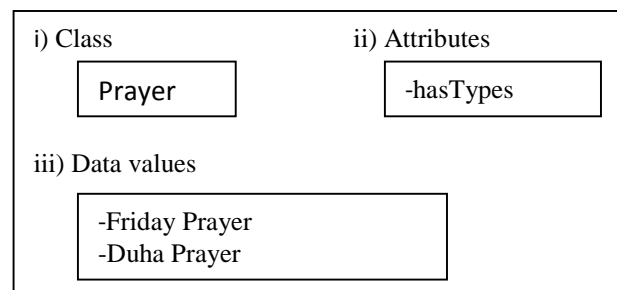 i) Class
ii) Attributes
Prayer
-hasTypes
iii) Data values
-Friday Prayer
-Duha Prayer